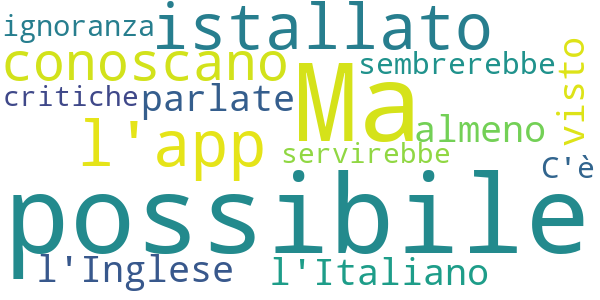 ignoranza istallato
conoscano sembrerebbe visto
critiche parlate Ma
l'app almeno
servirebbe C'è
possibile
l'Inglese l'Italiano